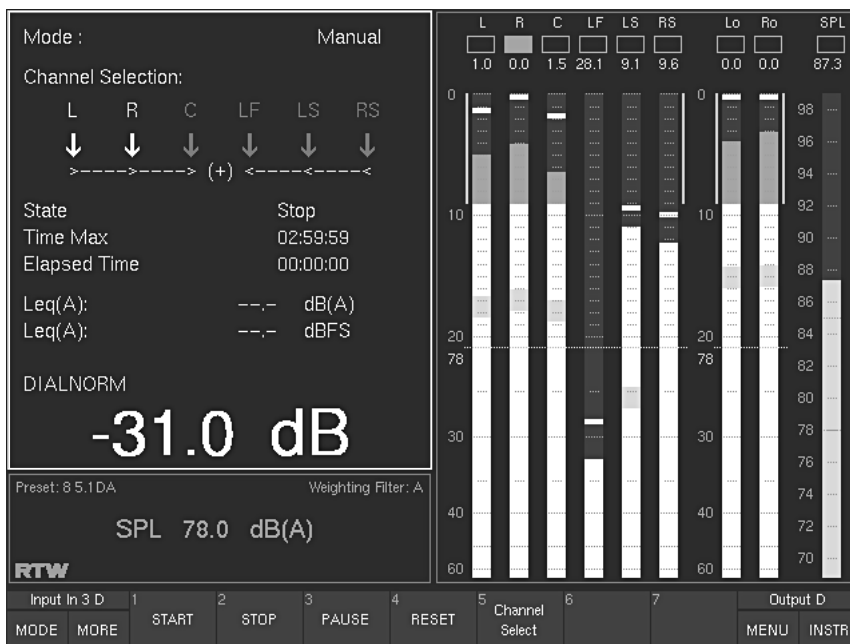 Mode : Manual
Channel Selection:
L R C LF LS RS
>---->----> (+) <----<----<
State Stop
Time Max 02:59:59
Elapsed Time 00:00:00
Leq(A): --.- dB(A)
Leq(A): --.- dBFS
DIALNORM
-31.0 dB
Preset: 8 5.1DA Weighting Filter: A
SPL 78.0 dB(A)
RTW
L R C LF LS RS Lo Ro SPL
1.0 0.0 1.5 28.1 9.1 9.6 0.0 0.0 87.3
0 0
98
96
94
92
10 10
90
88
86
84
20 20
78 78
82
80
78
30 30
76
74
40 40
72
70
60 60
Input In 3 D 1 START 2 STOP 3 PAUSE 4 RESET 5 Channel Select 6 7 Output D
MODE MORE MENU INSTR